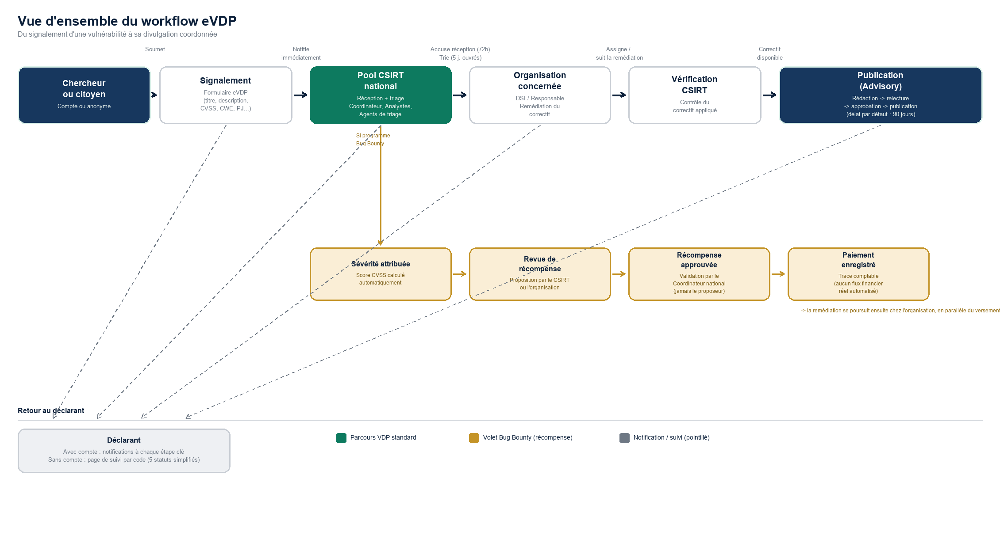 Vue d'ensemble du workflow eVDP
Du signalement d'une vulnérabilité à sa divulgation coordonnée
Soumet
Notifie
immédiatement
Accuse réception (72h)
Trie (5 j. ouvrés)
Assigne /
suit la remédiation
Correctif
disponible
Chercheur
ou citoyen
Compte ou anonyme
Signalement
Formulaire eVDP
(titre, description,
CVSS, CWE, PJ...)
Pool CSIRT
national
Réception + triage
Coordinateur, Analystes,
Agents de triage
Organisation
concernée
DSI / Responsable
Remédiation du
correctif
Vérification
CSIRT
Contrôle du
correctif appliqué
Publication
(Advisory)
Rédaction -> relecture
-> approbation -> publication
(délai par défaut : 90 jours)
Si programme
Bug Bounty
Sévérité attribuée
Score CVSS calculé
automatiquement
Revue de
récompense
Proposition par le CSIRT
ou l'organisation
Récompense
approuvée
Validation par le
Coordinateur national
(jamais le proposeur)
Paiement
enregistré
Trace comptable
(aucun flux financier
réel automatisé)
-> la remédiation se poursuit ensuite chez l'organisation, en parallèle du versement
Retour au déclarant
Déclarant
Avec compte : notifications à chaque étape clé
Sans compte : page de suivi par code (5 statuts simplifiés)
Parcours VDP standard
Volet Bug Bounty (récompense)
Notification / suivi (pointillé)